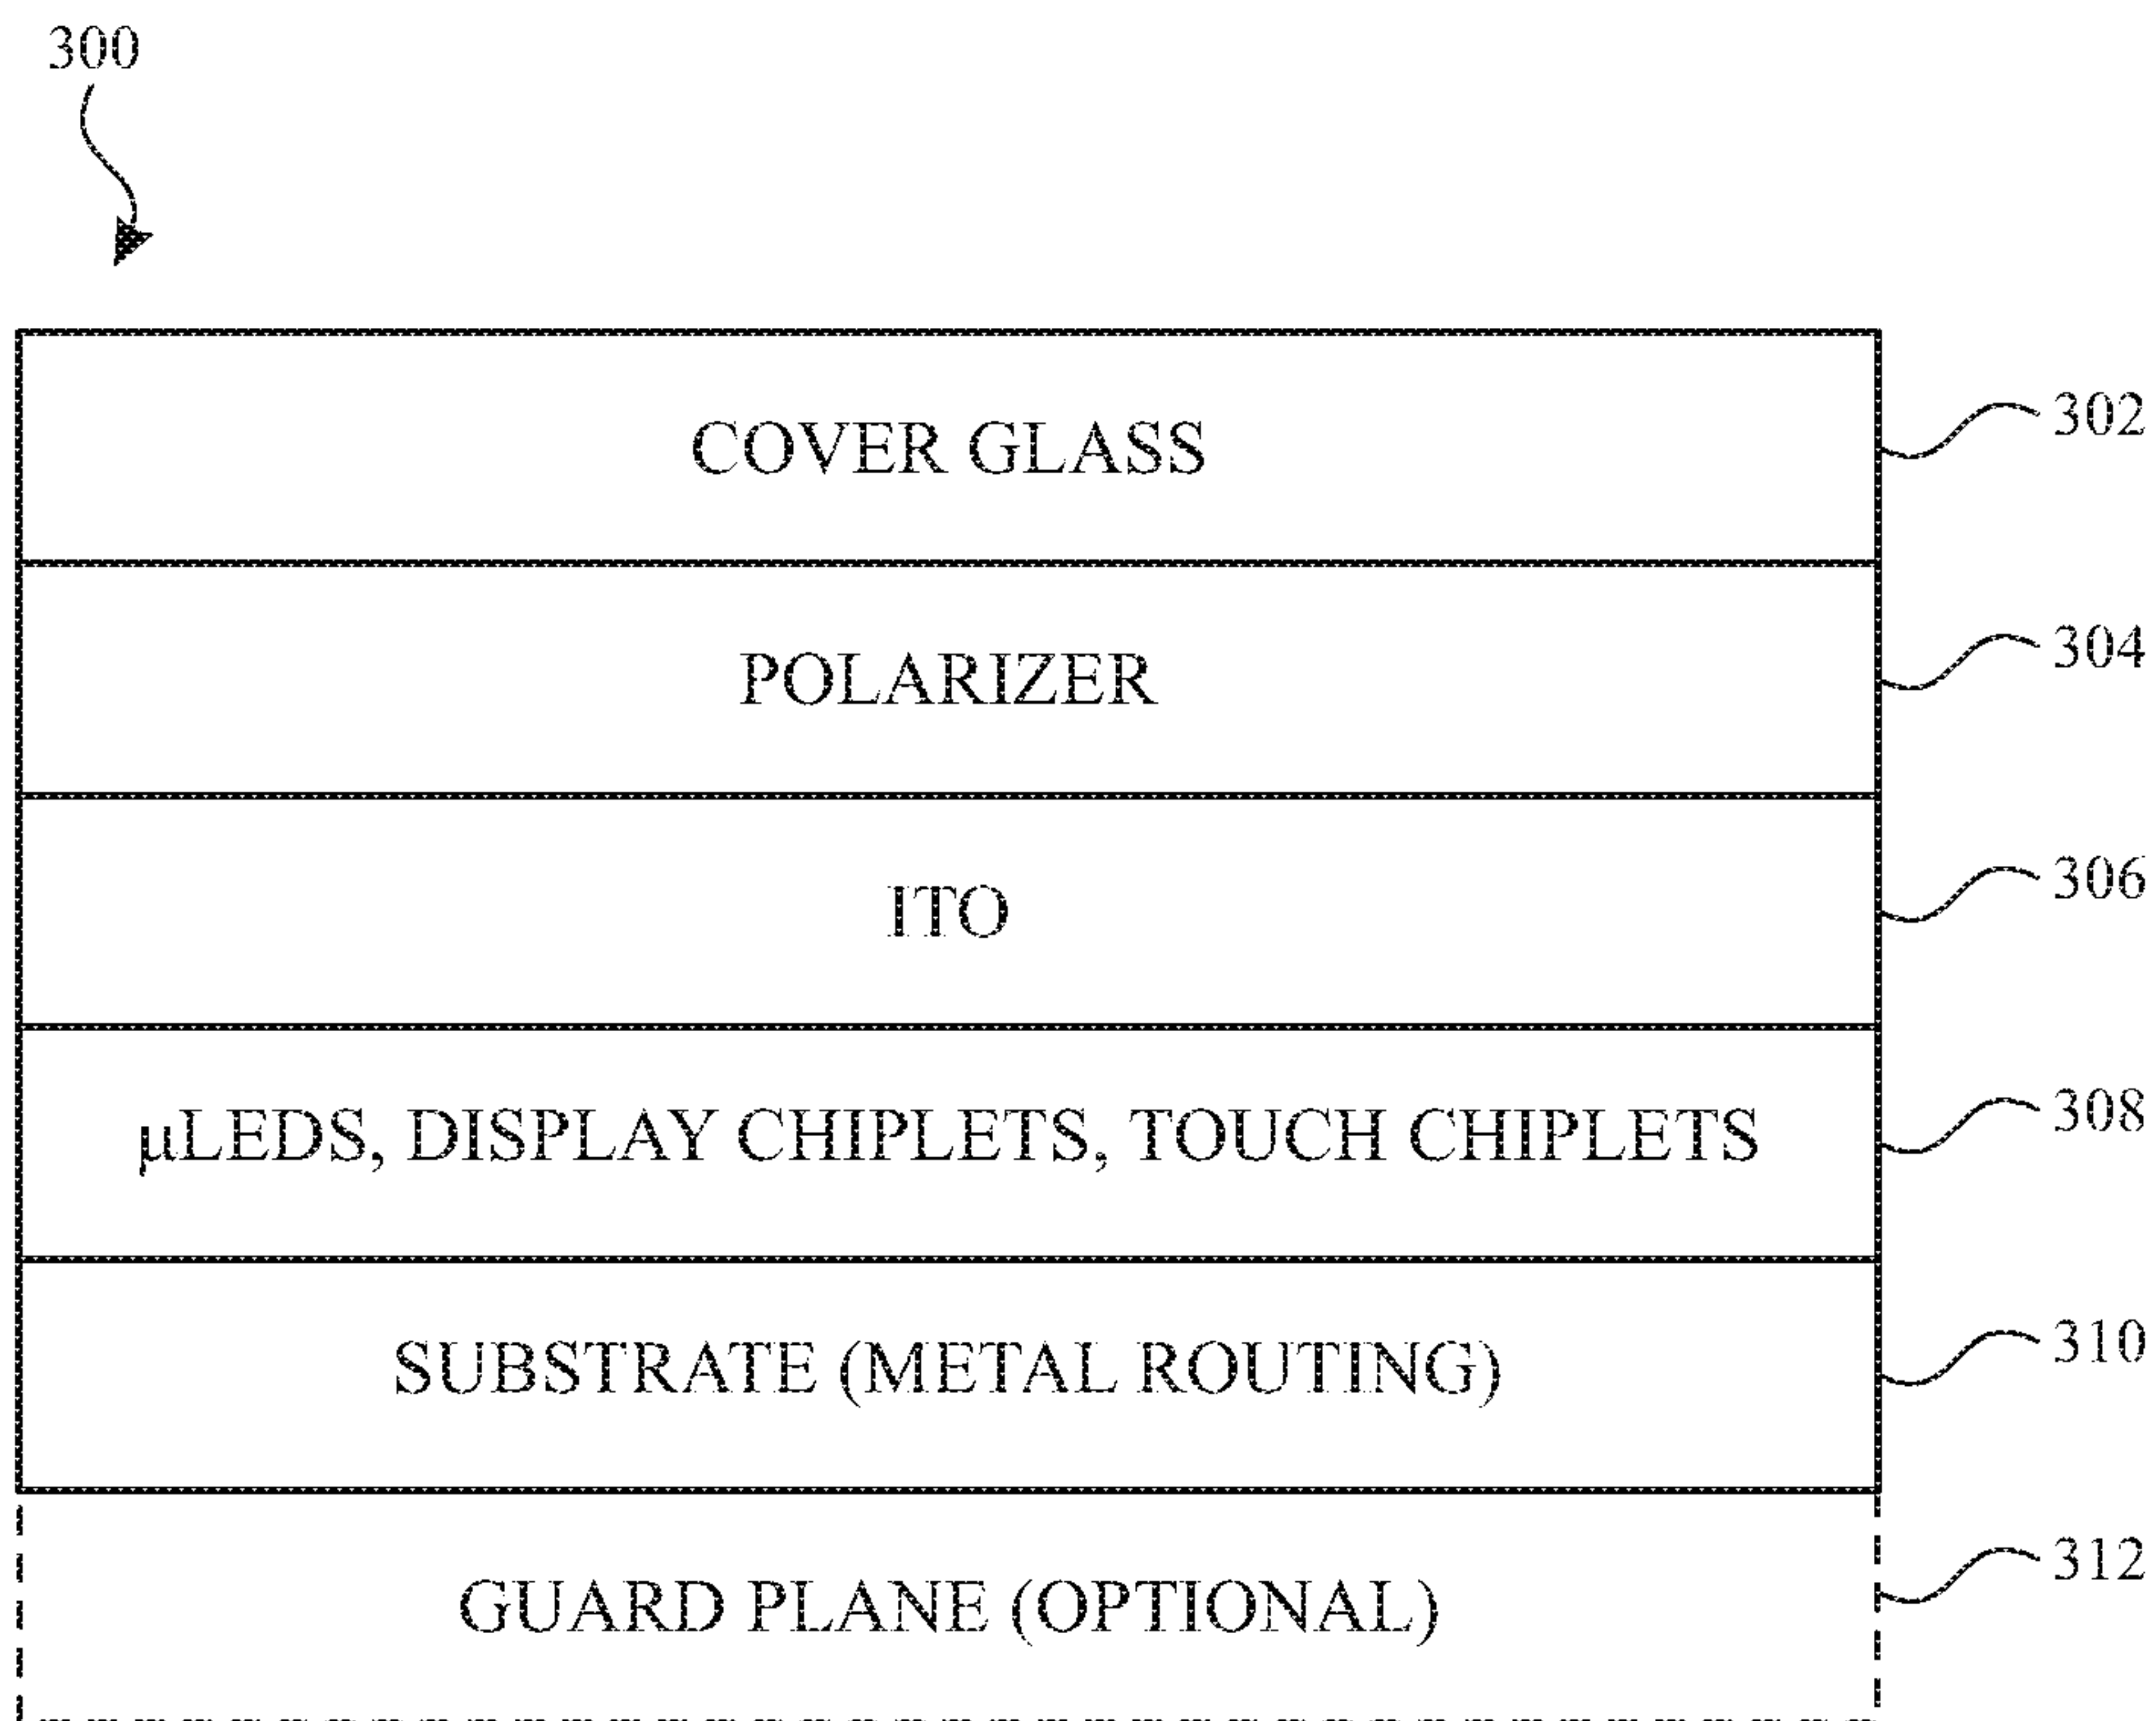 300
COVER GLASS 302
POLARIZER 304
ITO 306
µLEDS, DISPLAY CHIPLETS, TOUCH CHIPLETS 308
SUBSTRATE (METAL ROUTING) 310
GUARD PLANE (OPTIONAL) 312